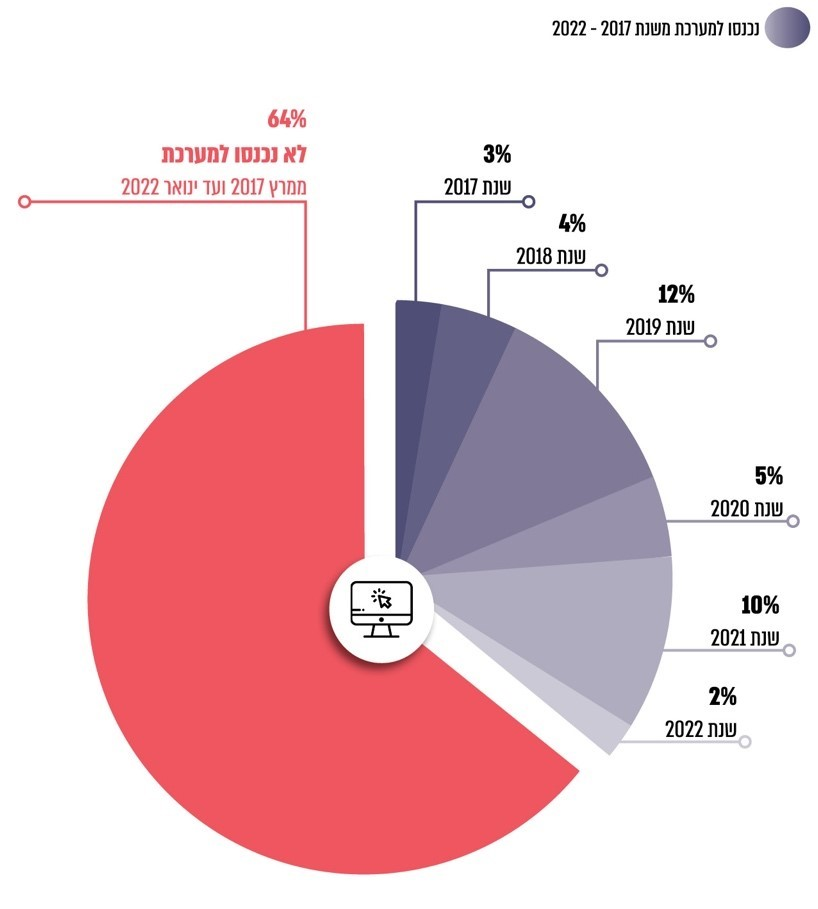 נכנסו למערכת משנת 2017 - 2022
64%
לא נכנסו למערכת
ממרץ 2017 ועד ינואר 2022
3%
שנת 2017
4%
שנת 2018
12%
שנת 2019
5%
שנת 2020
10%
שנת 2021
2%
שנת 2022